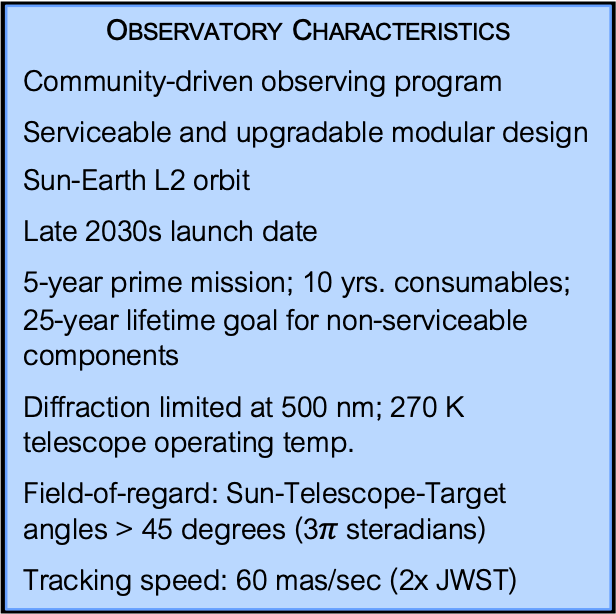 OBSERVATORY CHARACTERISTICS
Community-driven observing program
Serviceable and upgradable modular design
Sun-Earth L2 orbit
Late 2030s launch date
5-year prime mission; 10 yrs. consumables;
25-year lifetime goal for non-serviceable
components
Diffraction limited at 500 nm; 270 K
telescope operating temp.
Field-of-regard: Sun-Telescope-Target
angles > 45 degrees (3π steradians)
Tracking speed: 60 mas/sec (2x JWST)